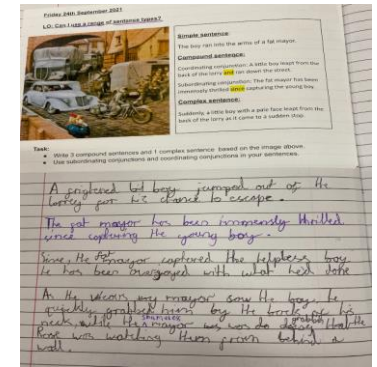 Friday 24th September 2021
LO: Can I use a range of sentence types?
Simple sentence:
The boy ran into the arms of a fat mayor.
Compound sentence:
Coordinating conjunction: A little boy leapt from the
back of the lorry and ran down the street.
Subordinating conjunction: The fat mayor has been
immensely thrilled since capturing the young boy.
Complex sentence:
Suddenly, a little boy with a pale face leapt from the
back of the lorry as it came to a sudden stop.
Task:
Write 3 compound sentences and 1 complex sentence based on the image above.
Use subordinating conjunctions and coordinating conjunctions in your sentences.
A frightened boy jumped out of the
lorry for his chance to escape.
The fat mayor has been immensely thrilled
since capturing the young boy.
Since, the fat mayor captured the helpless boy
he has been overjoyed with what he'd done
As the mayor saw the boy, he
quickly grabbed him by the back of his
neck, while the mayor was that the
Rose was watching them from behind a
wall.